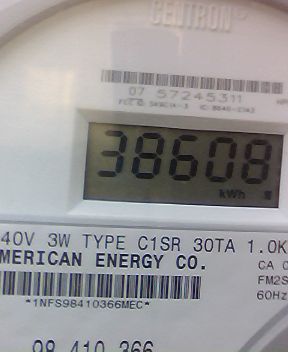 CENTRON
07 57245311
38608
kWh
40V 3W TYPE C1SR 30TA 1.0K
MERICAN ENERGY CO.
CA 0
FM2S
60Hz
*1NFS98410366MEC*
98 410 366